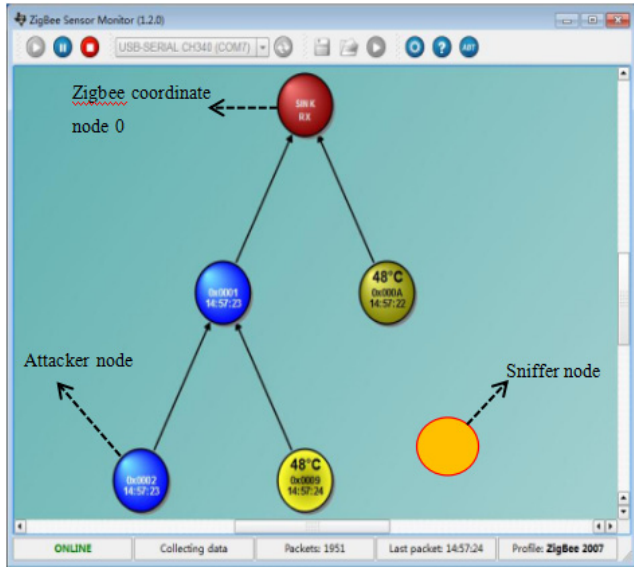 ZigBee Sensor Monitor (1.2.0)
USB-SERIAL CH340 (COM7)
ABT
Zigbee coordinate
node 0
SINK
RX
0x0001
14:57:23
48°C
0x000A
14:57:22
Attacker node
Sniffer node
0x0002
14:57:23
48°C
0x0009
14:57:24
ONLINE
Collecting data
Packets: 1951
Last packet: 14:57:24
Profile: ZigBee 2007